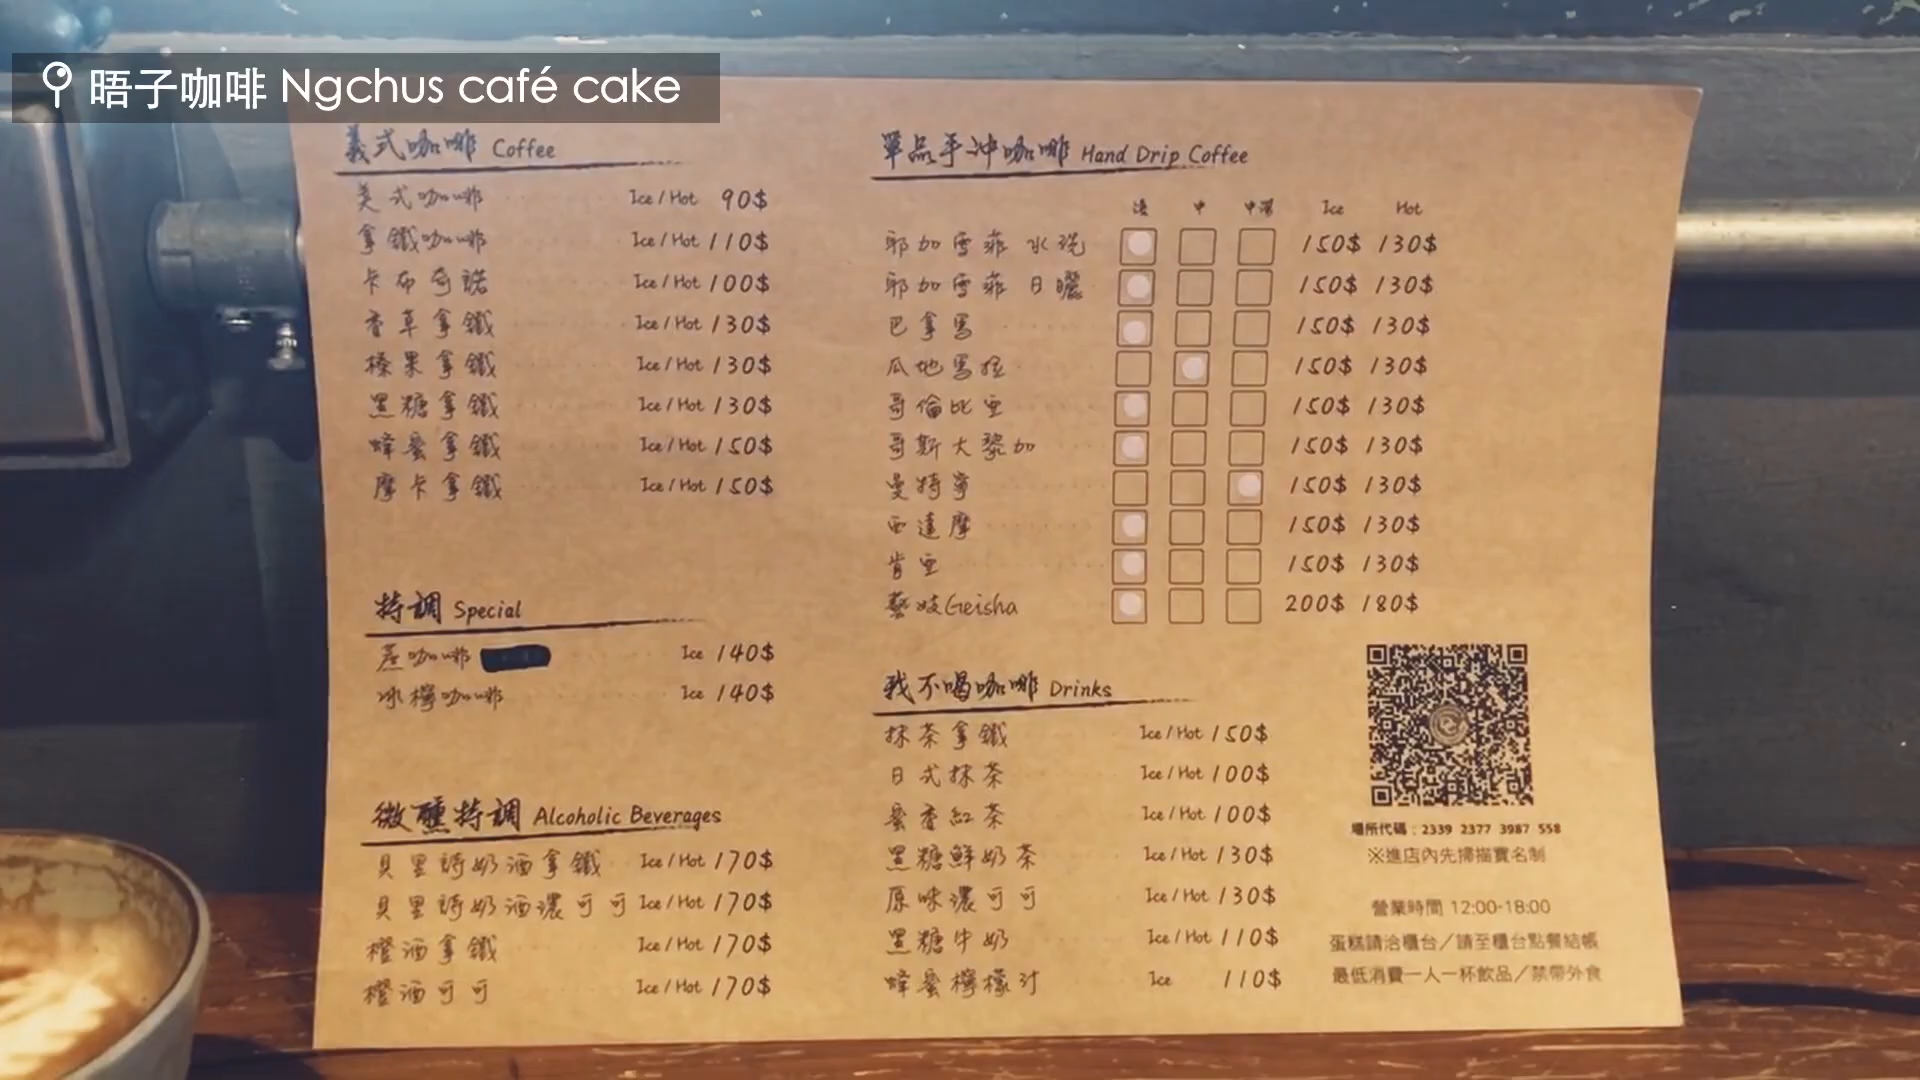 晤子咖啡 Ngchus café cake
義式咖啡 Coffee
美式咖啡 Ice / Hot 90$
拿鐵咖啡 Ice / Hot 110$
卡布奇諾 Ice / Hot 100$
香草拿鐵 Ice / Hot 130$
榛果拿鐵 Ice / Hot 130$
黑糖拿鐵 Ice / Hot 130$
蜂蜜拿鐵 Ice / Hot 150$
摩卡拿鐵 Ice / Hot 150$
特調 Special
蔗咖啡 Ice 140$
冰檸咖啡 Ice 140$
微醺特調 Alcoholic Beverages
貝里詩奶酒拿鐵 Ice / Hot 170$
貝里詩奶酒濃可可 Ice / Hot 170$
橙酒拿鐵 Ice / Hot 170$
橙酒可可 Ice / Hot 170$
單品手沖咖啡 Hand Drip Coffee
淺 中 中深 Ice Hot
耶加雪菲 水洗 150$ 130$
耶加雪菲 日曬 150$ 130$
巴拿馬 150$ 130$
瓜地馬拉 150$ 130$
哥倫比亞 150$ 130$
哥斯大黎加 150$ 130$
曼特寧 150$ 130$
西達摩 150$ 130$
肯亞 150$ 130$
藝妓Geisha 200$ 180$
我不喝咖啡 Drinks
抹茶拿鐵 Ice / Hot 150$
日式抹茶 Ice / Hot 100$
蜜香紅茶 Ice / Hot 100$
黑糖鮮奶茶 Ice / Hot 130$
原味濃可可 Ice / Hot 130$
黑糖牛奶 Ice / Hot 110$
蜂蜜檸檬汁 Ice 110$
場所代碼：2339 2377 3987 558
※進店內先掃描實名制
營業時間 12:00-18:00
蛋糕請洽櫃台／請至櫃台點餐結帳
最低消費一人一杯飲品／禁帶外食